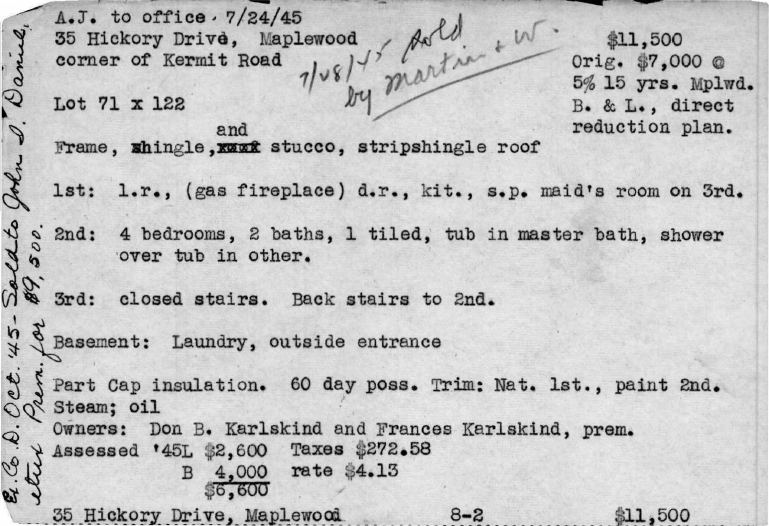 A.J. to office. 7/24/45
35 Hickory Drive, Maplewood $11,500
corner of Kermit Road Orig. $7,000 @
7/28/45 sold 5% 15 yrs. Mplwd.
by Martin & W.
Lot 71 x 122 B. & L., direct
reduction plan.
and
Frame, shingle, stucco, stripshingle roof
1st: l.r., (gas fireplace) d.r., kit., s.p. maid's room on 3rd.
2nd: 4 bedrooms, 2 baths, 1 tiled, tub in master bath, shower
over tub in other.
3rd: closed stairs. Back stairs to 2nd.
Basement: Laundry, outside entrance
Part Cap insulation. 60 day poss. Trim: Nat. 1st., paint 2nd.
Steam; oil
Owners: Don B. Karlskind and Frances Karlskind, prem.
Assessed '45L $2,600 Taxes $272.58
B 4,000 rate $4.13
$6,600
35 Hickory Drive, Maplewood 8-2 $11,500
Es. Co. D. Oct. 45 - Sold to John I. Daniel,
etux Prem. for $9,500.